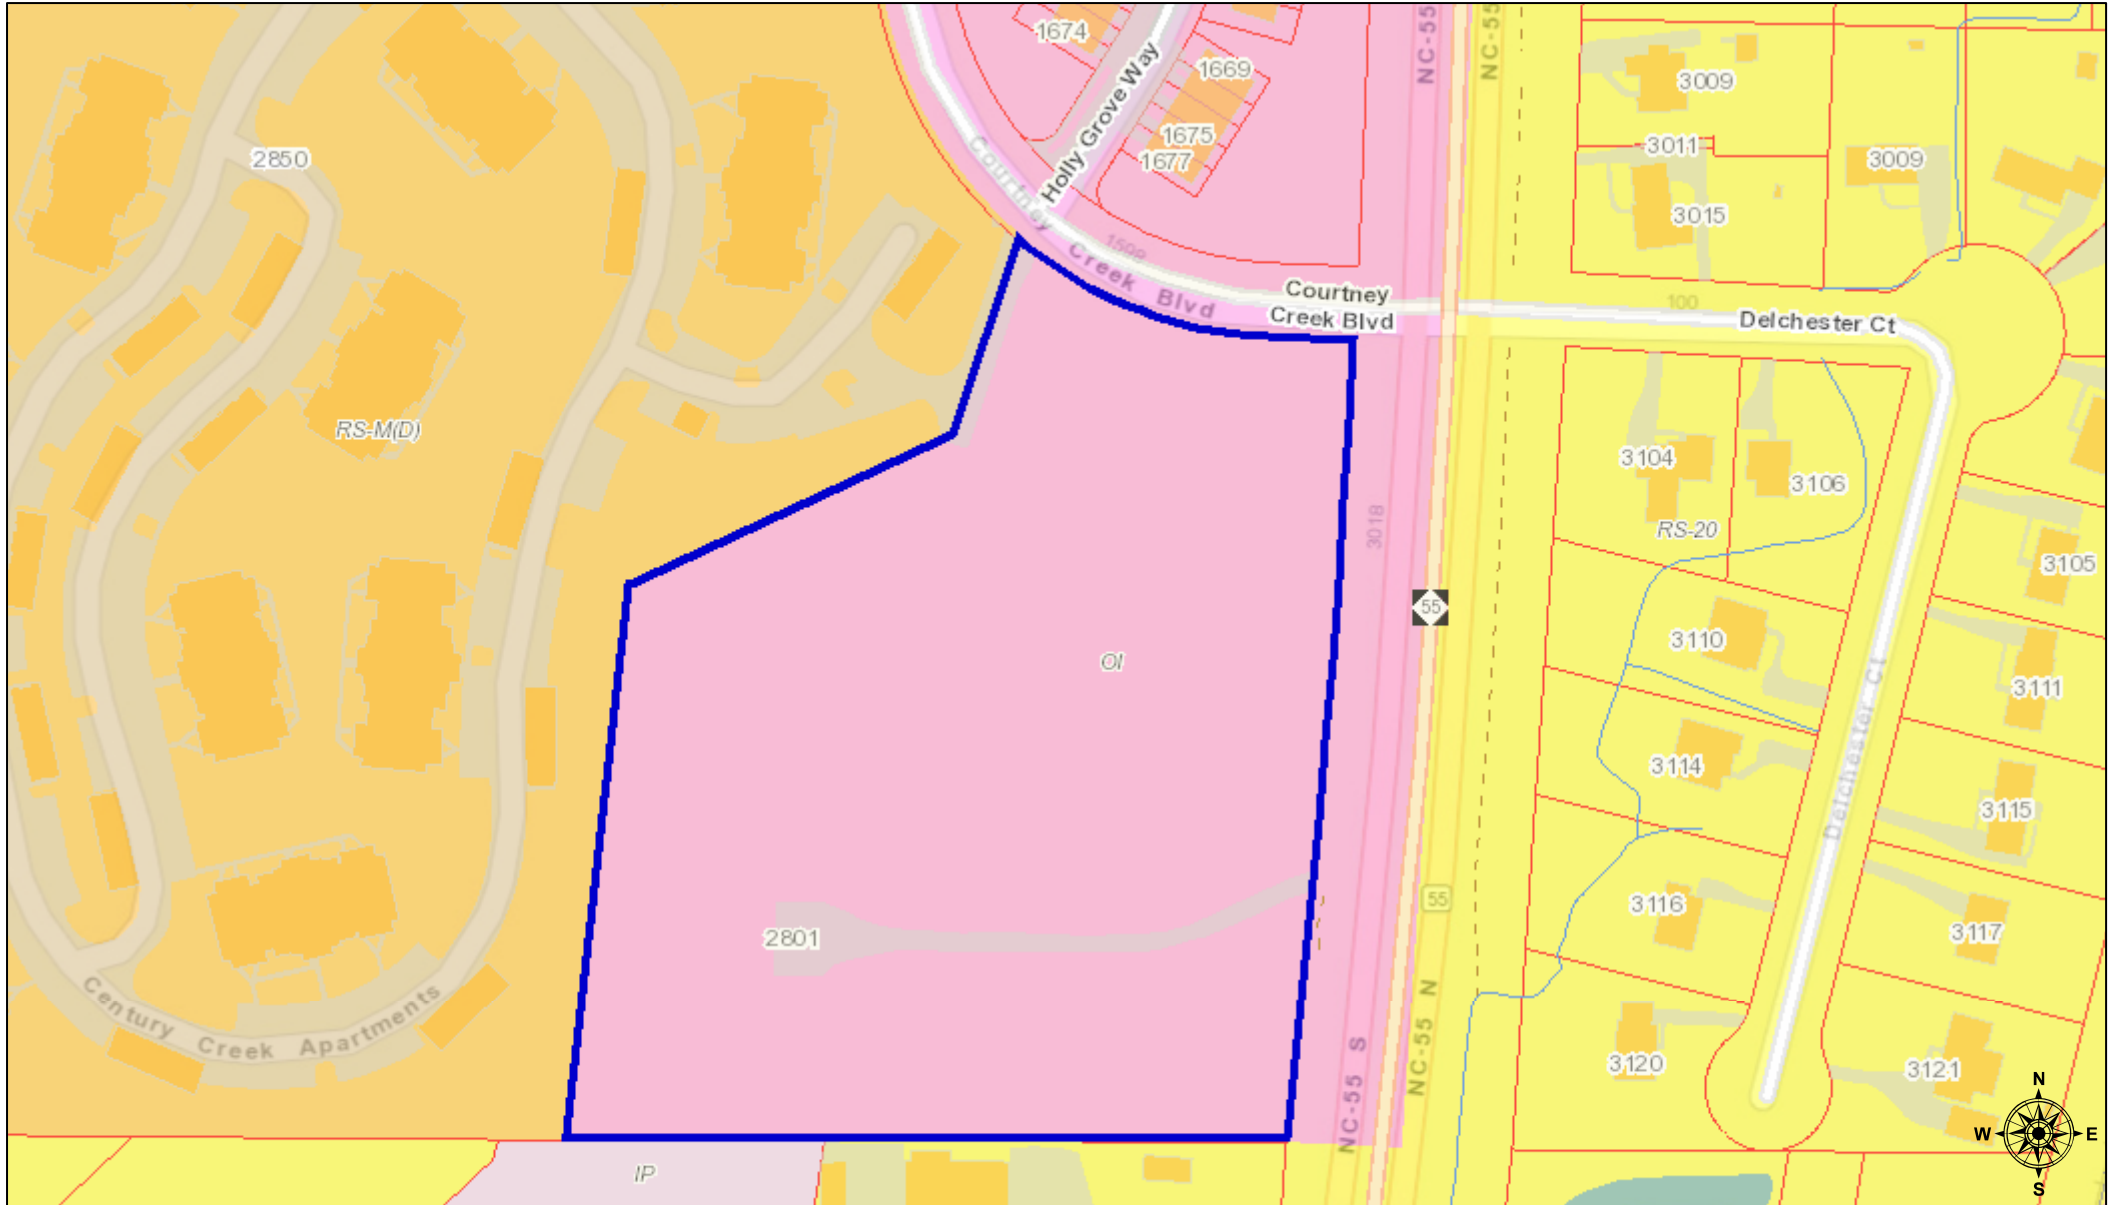 1674
NC-55
NC-55
1669
Holly Grove Way
3009
1675
1677
3011
3009
2850
3015
Courtney Creek Blvd
1599
Courtney
Creek Blvd
100
Delchester Ct
RS-M(D)
3104
3106
RS-20
3018
3105
55
3110
OI
3111
Delchester Ct
3114
3115
55
3116
3117
2801
Century Creek Apartments
NC-55 S
NC-55 N
3120
3121
N
W
E
S
IP